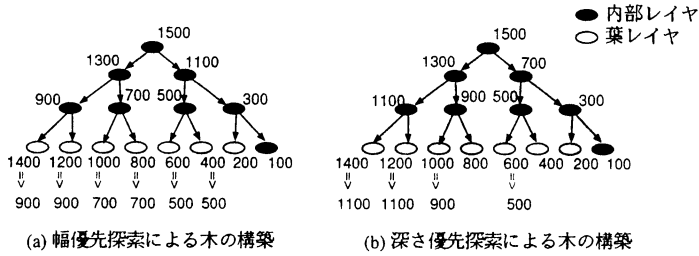 1500 1500 内部レイヤ
葉レイヤ
1300 1100 1300 700
900 700 500 300 1100 900 500 300
1400 1200 1000 800 600 400 200 100 1400 1200 1000 800 600 400 200 100
=> => => => => => => => => =>
900 900 700 700 500 500 1100 1100 900 500
(a) 幅優先探索による木の構築 (b) 深さ優先探索による木の構築